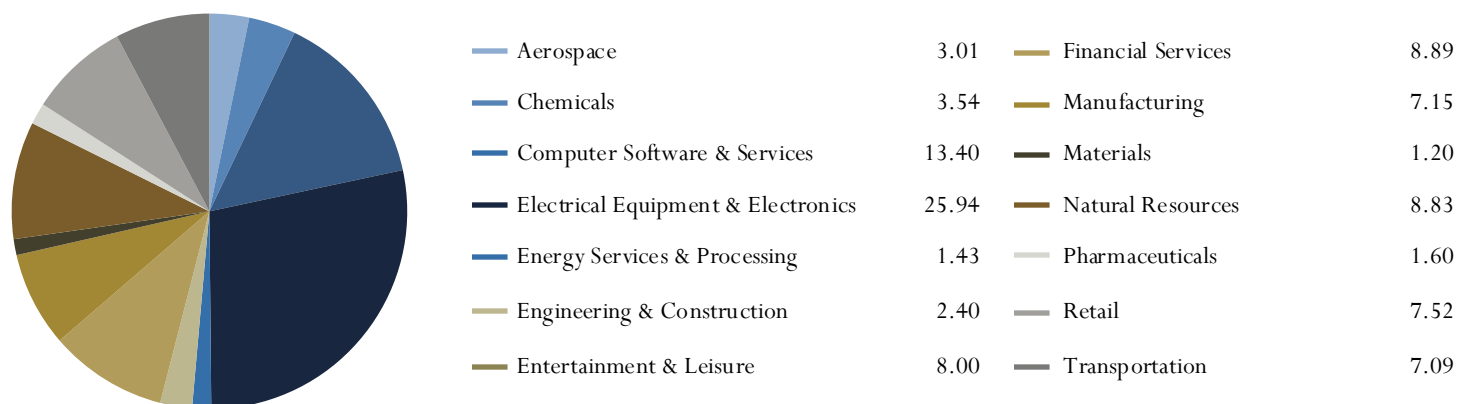 Aerospace 3.01 Financial Services 8.89
Chemicals 3.54 Manufacturing 7.15
Computer Software & Services 13.40 Materials 1.20
Electrical Equipment & Electronics 25.94 Natural Resources 8.83
Energy Services & Processing 1.43 Pharmaceuticals 1.60
Engineering & Construction 2.40 Retail 7.52
Entertainment & Leisure 8.00 Transportation 7.09